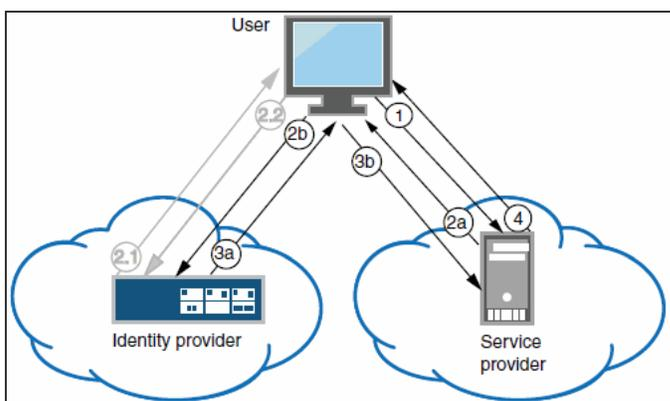 User
2.2
1
2b
3b
2a
4
2.1
3a
Identity provider
Service
provider